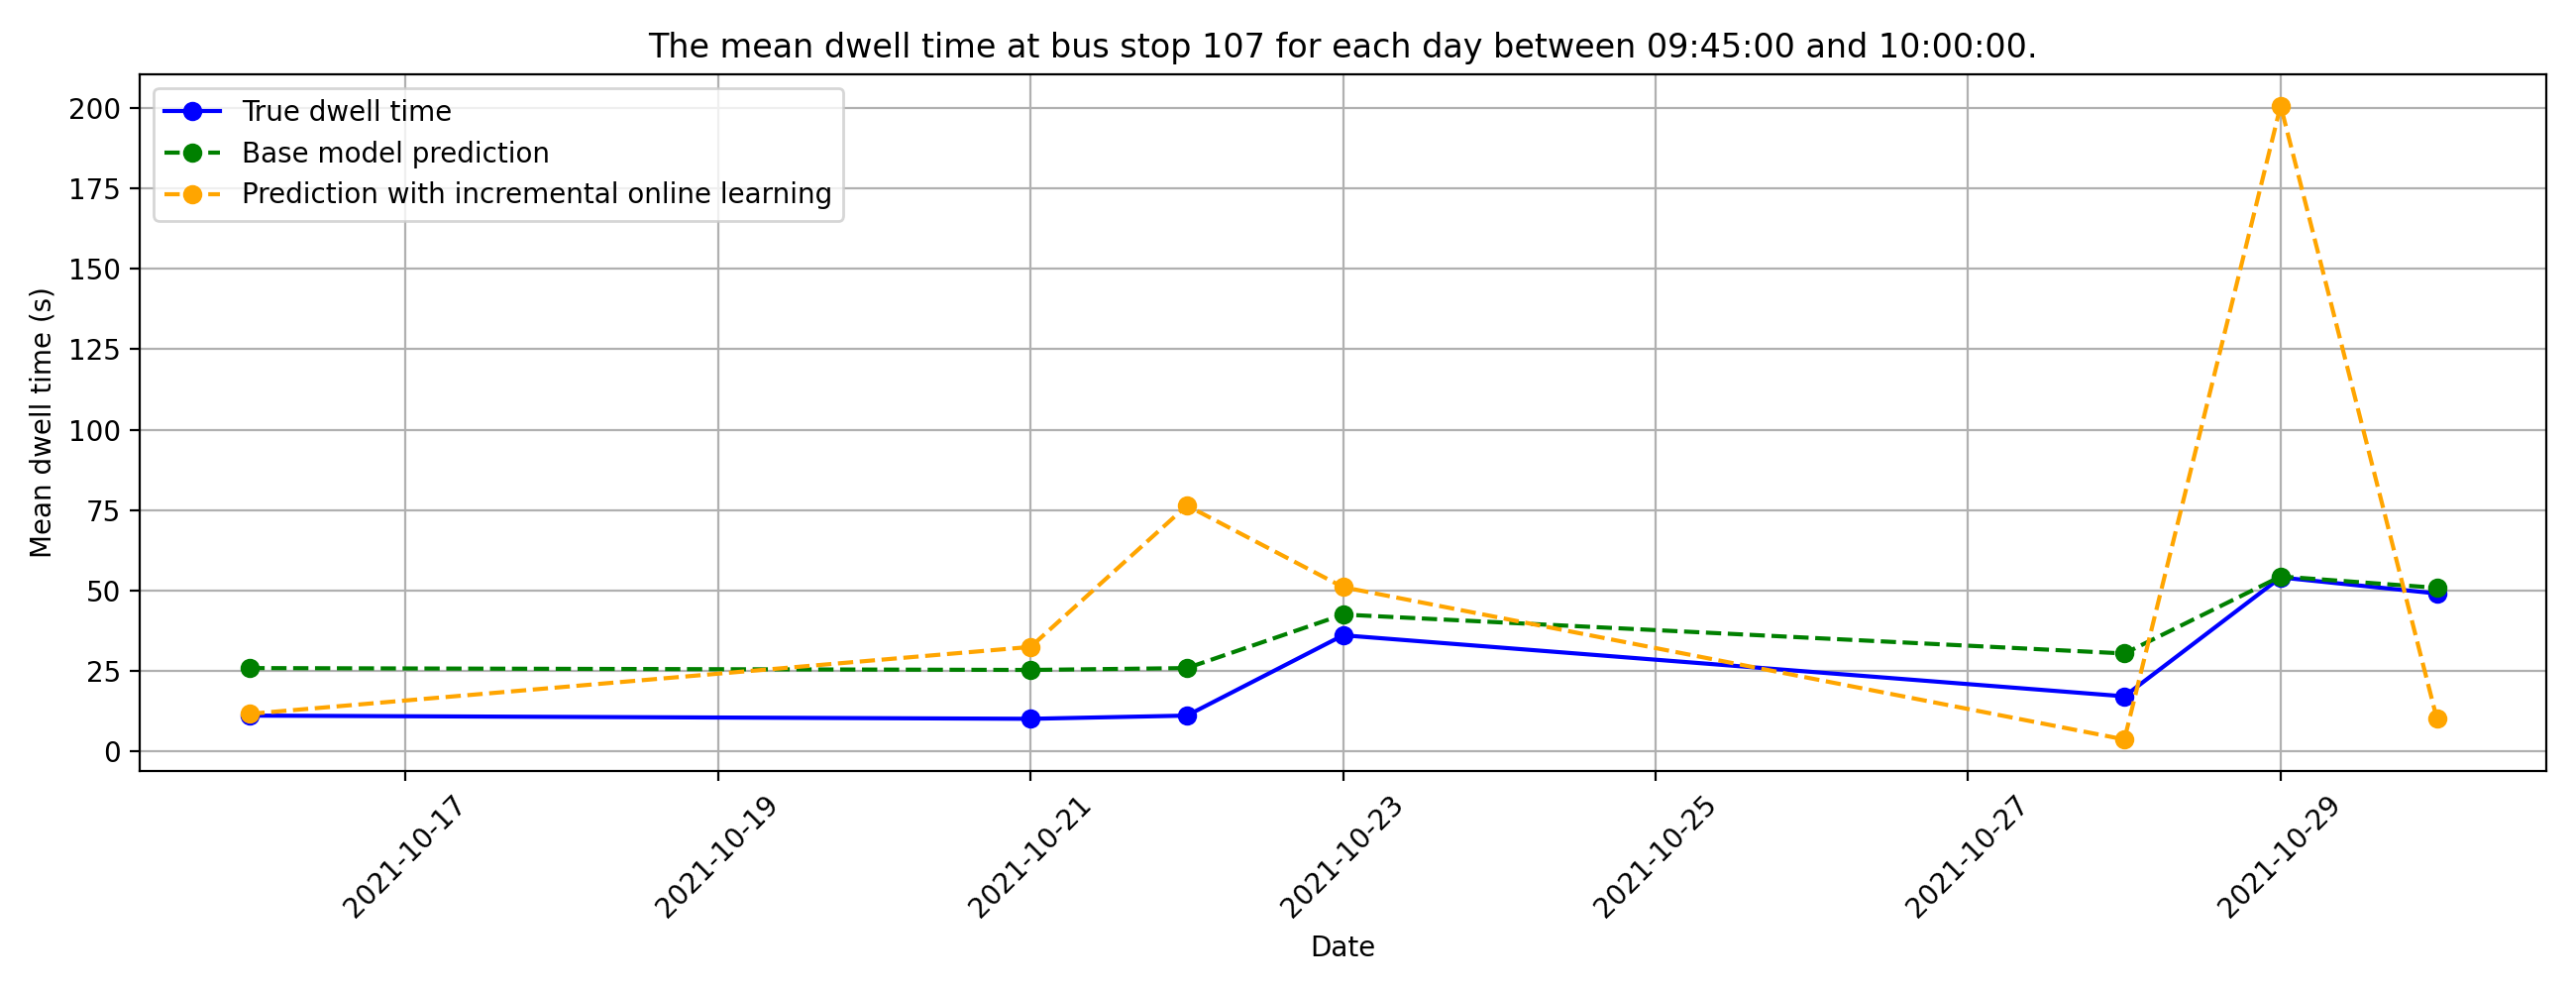 The mean dwell time at bus stop 107 for each day between 09:45:00 and 10:00:00.
True dwell time
Base model prediction
Prediction with incremental online learning
Mean dwell time (s)
200
175
150
125
100
75
50
25
0
2021-10-17
2021-10-19
2021-10-21
2021-10-23
2021-10-25
2021-10-27
2021-10-29
Date